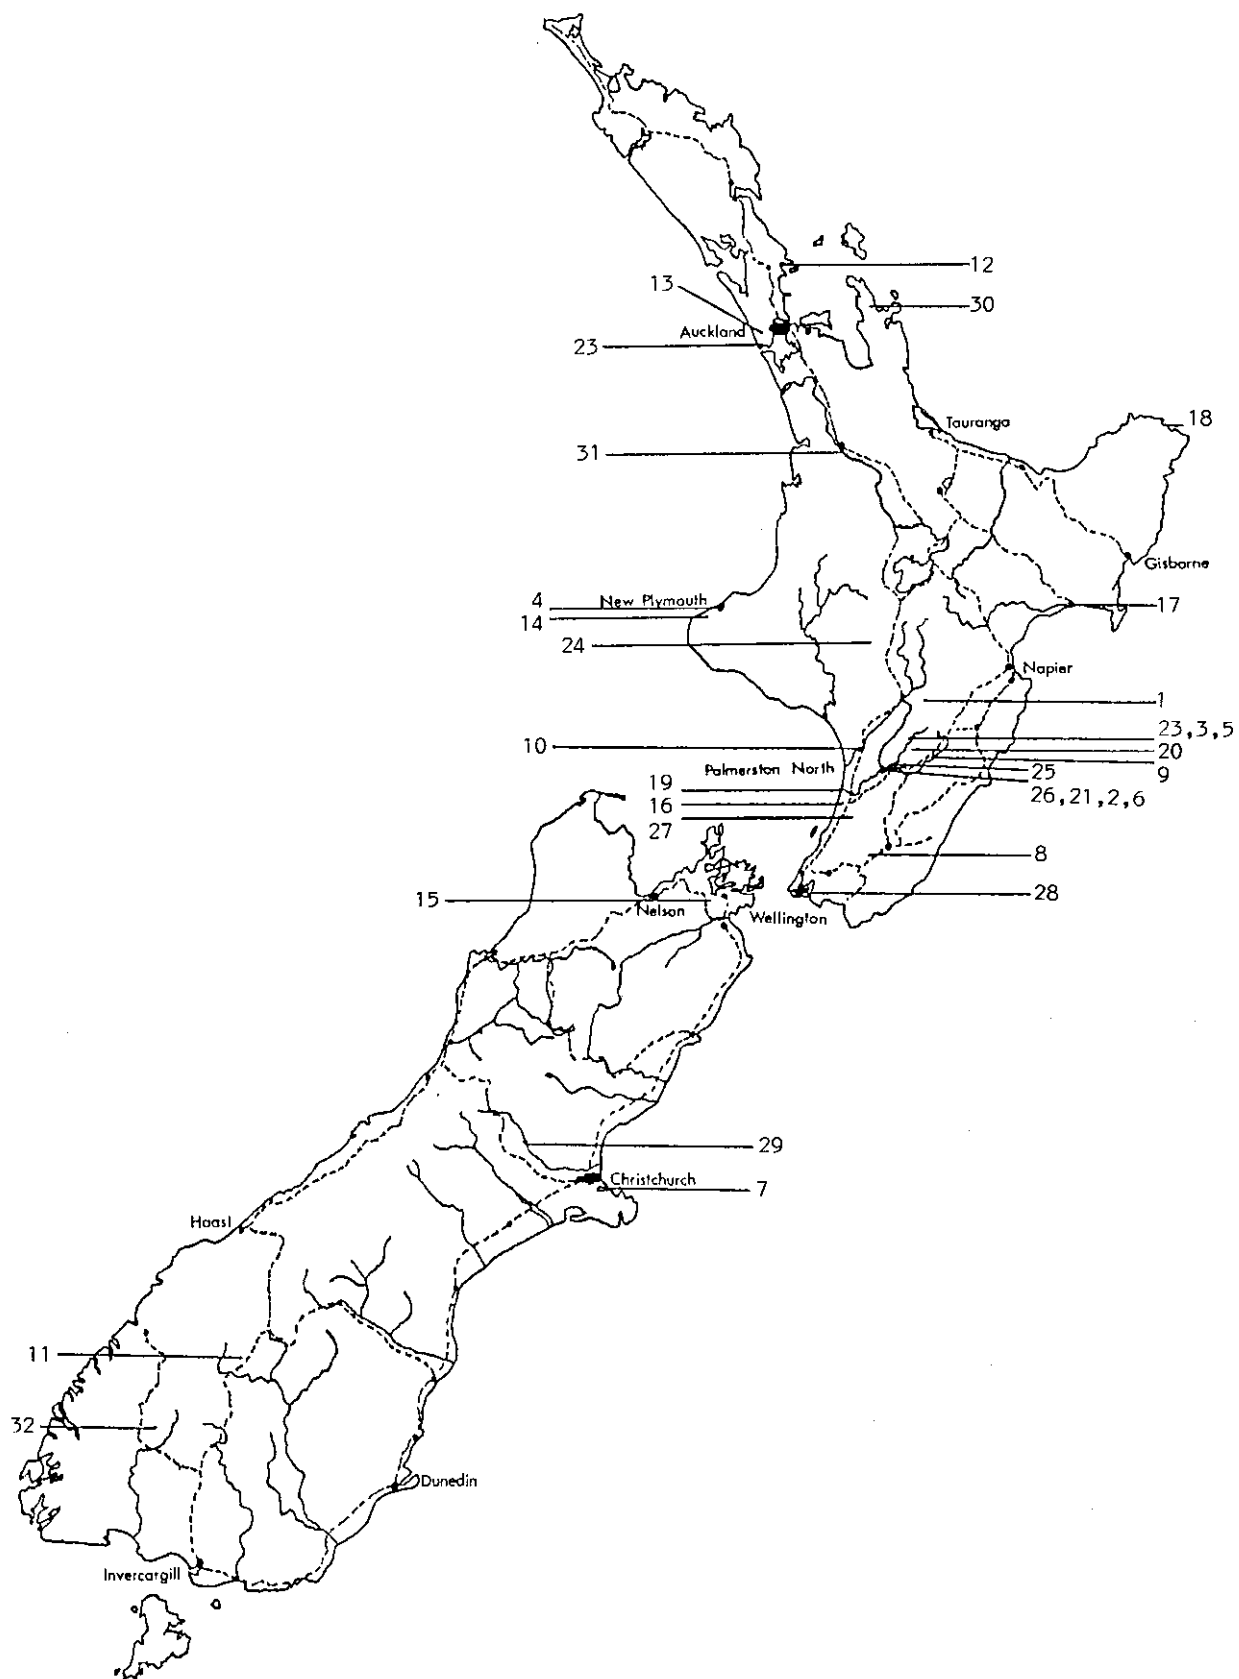 12
13
30
Auckland
23
Tauranga
18
31
Gisborne
4
New Plymouth
17
14
24
Napier
1
23,3,5
10
20
Palmerston North
25
9
19
26,21,2,6
16
27
8
15
Nelson
28
Wellington
29
Christchurch
7
Haast
11
32
Dunedin
Invercargill